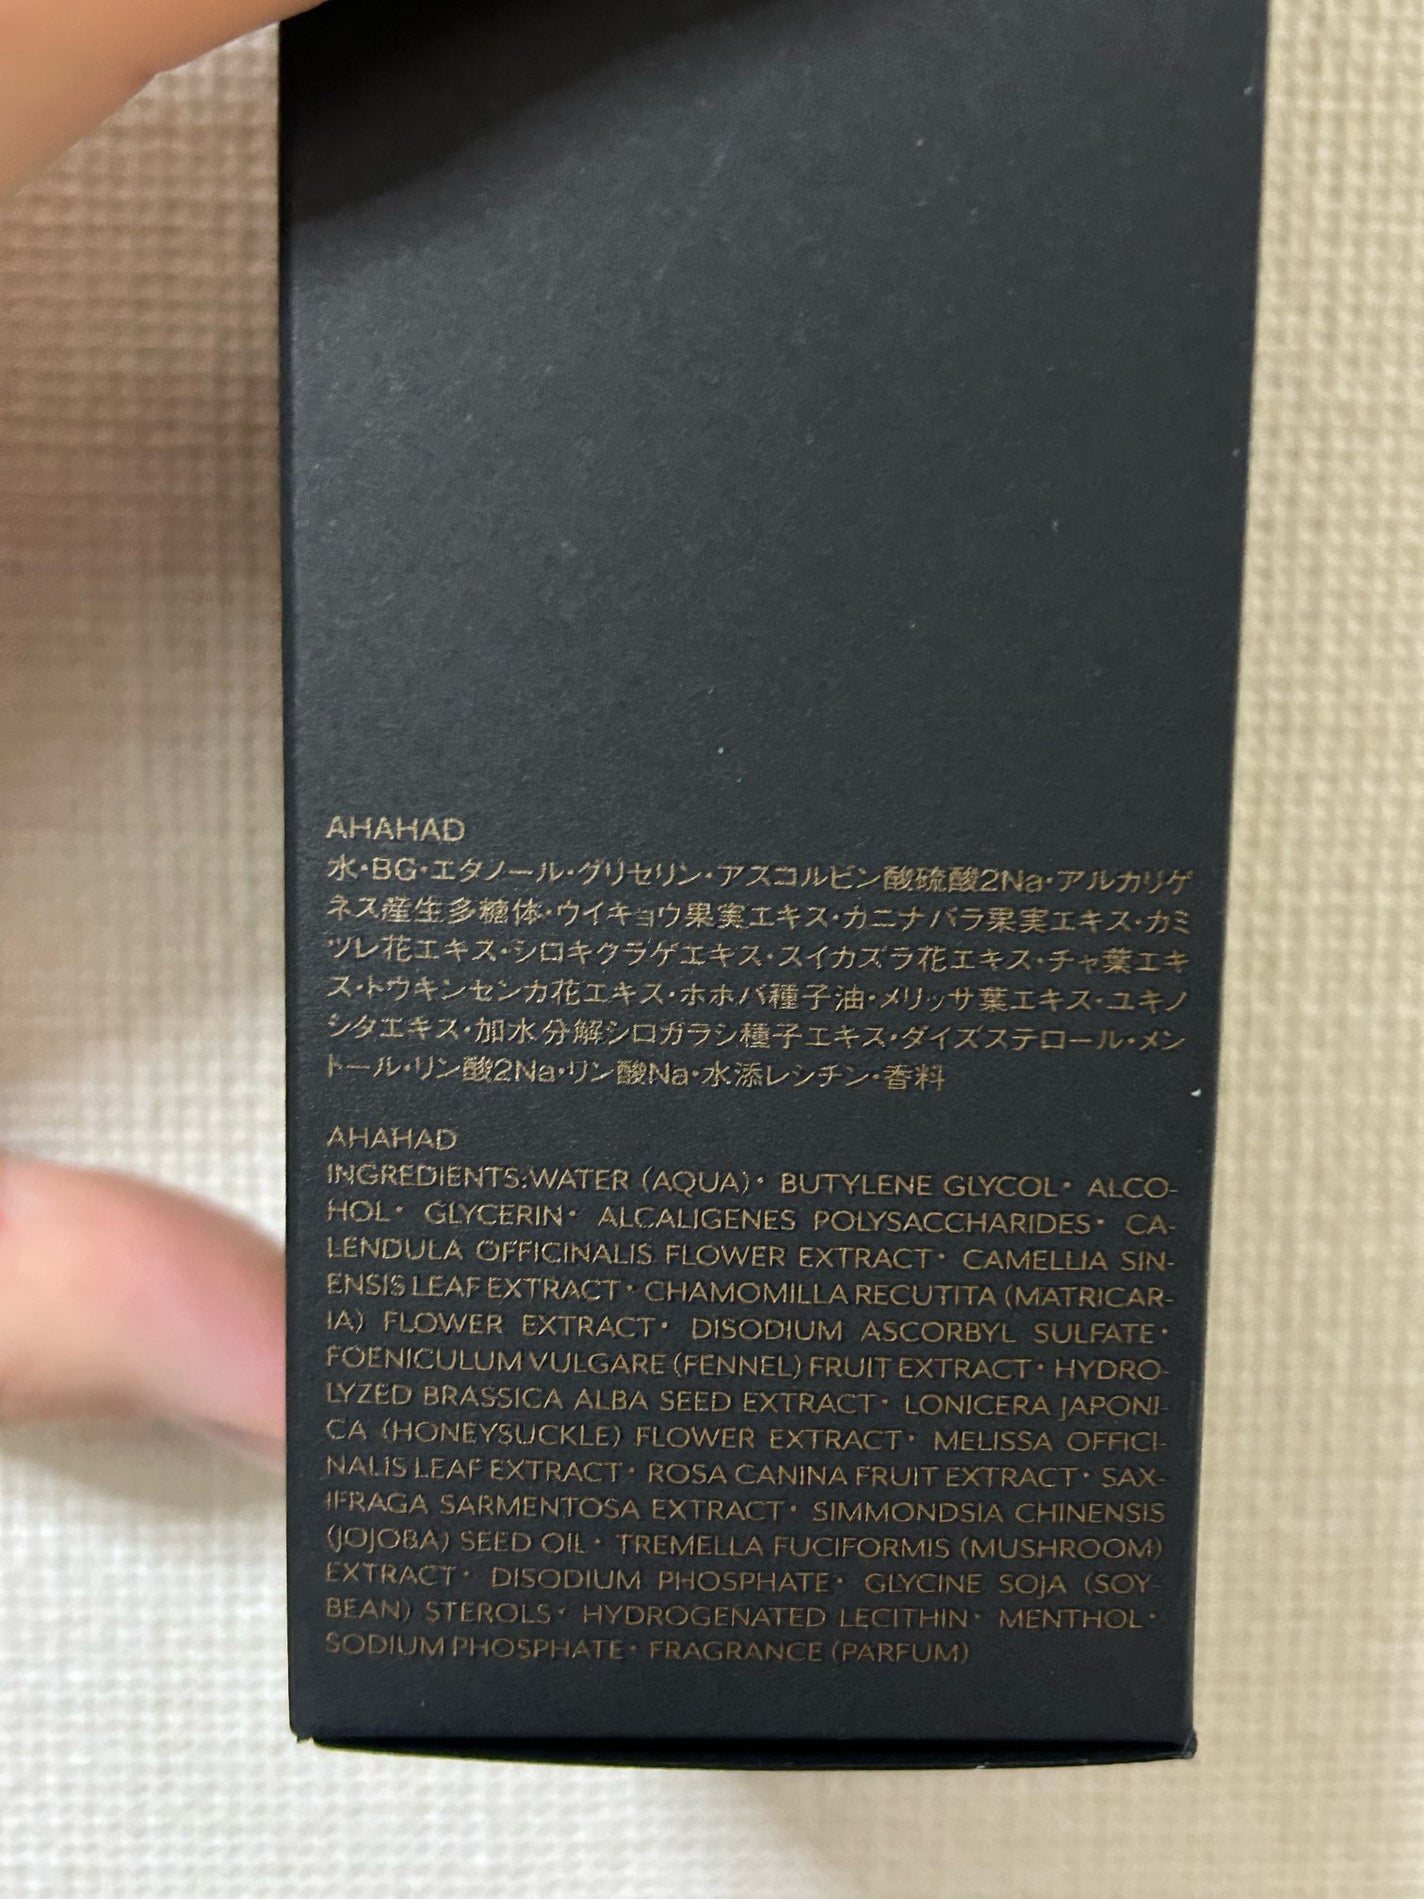 AHAHAD
水・BG・エタノール・グリセリン・アスコルビン酸硫酸2Na・アルカリゲ
ネス産生多糖体・ウイキョウ果実エキス・カニナバラ果実エキス・カミ
ツレ花エキス・シロキクラゲエキス・スイカズラ花エキス・チャ葉エキ
ス・トウキンセンカ花エキス・ホホバ種子油・メリッサ葉エキス・ユキノ
シタエキス・加水分解シロガラシ種子エキス・ダイズステロール・メン
トール・リン酸2Na・リン酸Na・水添レシチン・香料
AHAHAD
INGREDIENTS:WATER (AQUA)・ BUTYLENE GLYCOL・ ALCO-
HOL・ GLYCERIN・ ALCALIGENES POLYSACCHARIDES・ CA-
LENDULA OFFICINALIS FLOWER EXTRACT・ CAMELLIA SIN-
ENSIS LEAF EXTRACT・ CHAMOMILLA RECUTITA (MATRICAR-
IA) FLOWER EXTRACT・ DISODIUM ASCORBYL SULFATE・
FOENICULUM VULGARE (FENNEL) FRUIT EXTRACT・ HYDRO-
LYZED BRASSICA ALBA SEED EXTRACT・ LONICERA JAPONI-
CA (HONEYSUCKLE) FLOWER EXTRACT・ MELISSA OFFICI-
NALIS LEAF EXTRACT・ ROSA CANINA FRUIT EXTRACT・ SAX-
IFRAGA SARMENTOSA EXTRACT・ SIMMONDSIA CHINENSIS
(JOJOBA) SEED OIL・ TREMELLA FUCIFORMIS (MUSHROOM)
EXTRACT・ DISODIUM PHOSPHATE・ GLYCINE SOJA (SOY-
BEAN) STEROLS・ HYDROGENATED LECITHIN・ MENTHOL・
SODIUM PHOSPHATE・ FRAGRANCE (PARFUM)